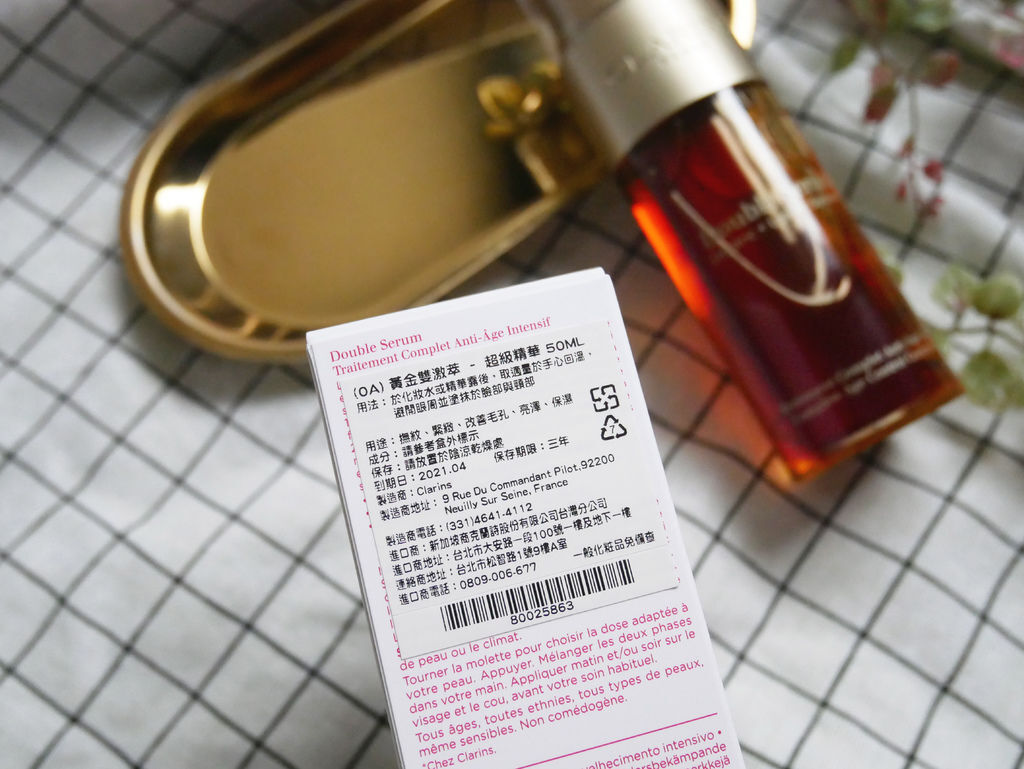 Double Serum
Traitement Complet Anti-Âge Intensif
(OA) 黃金雙激萃 - 超級精華 50ML
用法：於化妝水或精華露後，取適量於手心回溫，
避開眼周並塗抹於臉部與頸部
用途：撫紋、緊緻、改善毛孔、亮澤、保濕
成分：請參考盒外標示
保存：請放置於陰涼乾燥處
到期日：2021.04 保存期限：三年
製造商：Clarins
製造商地址：9 Rue Du Commandant Pilot.92200
Neuilly Sur Seine, France
製造商電話：(331)4641-4112
進口商：新加坡商克蘭詩股份有限公司台灣分公司
進口商地址：台北市大安路一段100號一樓及地下一樓
連絡商地址：台北市松智路1號9樓A室 一般化粧品免備查
進口商電話：0809-006-677
80025863
de peau ou le climat.
Tourner la molette pour choisir la dose adaptée à
votre peau. Appuyer. Mélanger les deux phases
dans votre main. Appliquer matin et/ou soir sur le
visage et le cou, avant votre soin habituel.
Tous âges, toutes ethnies, tous types de peaux,
même sensibles. Non comédogène.
*Chez Clarins.
intensivo •